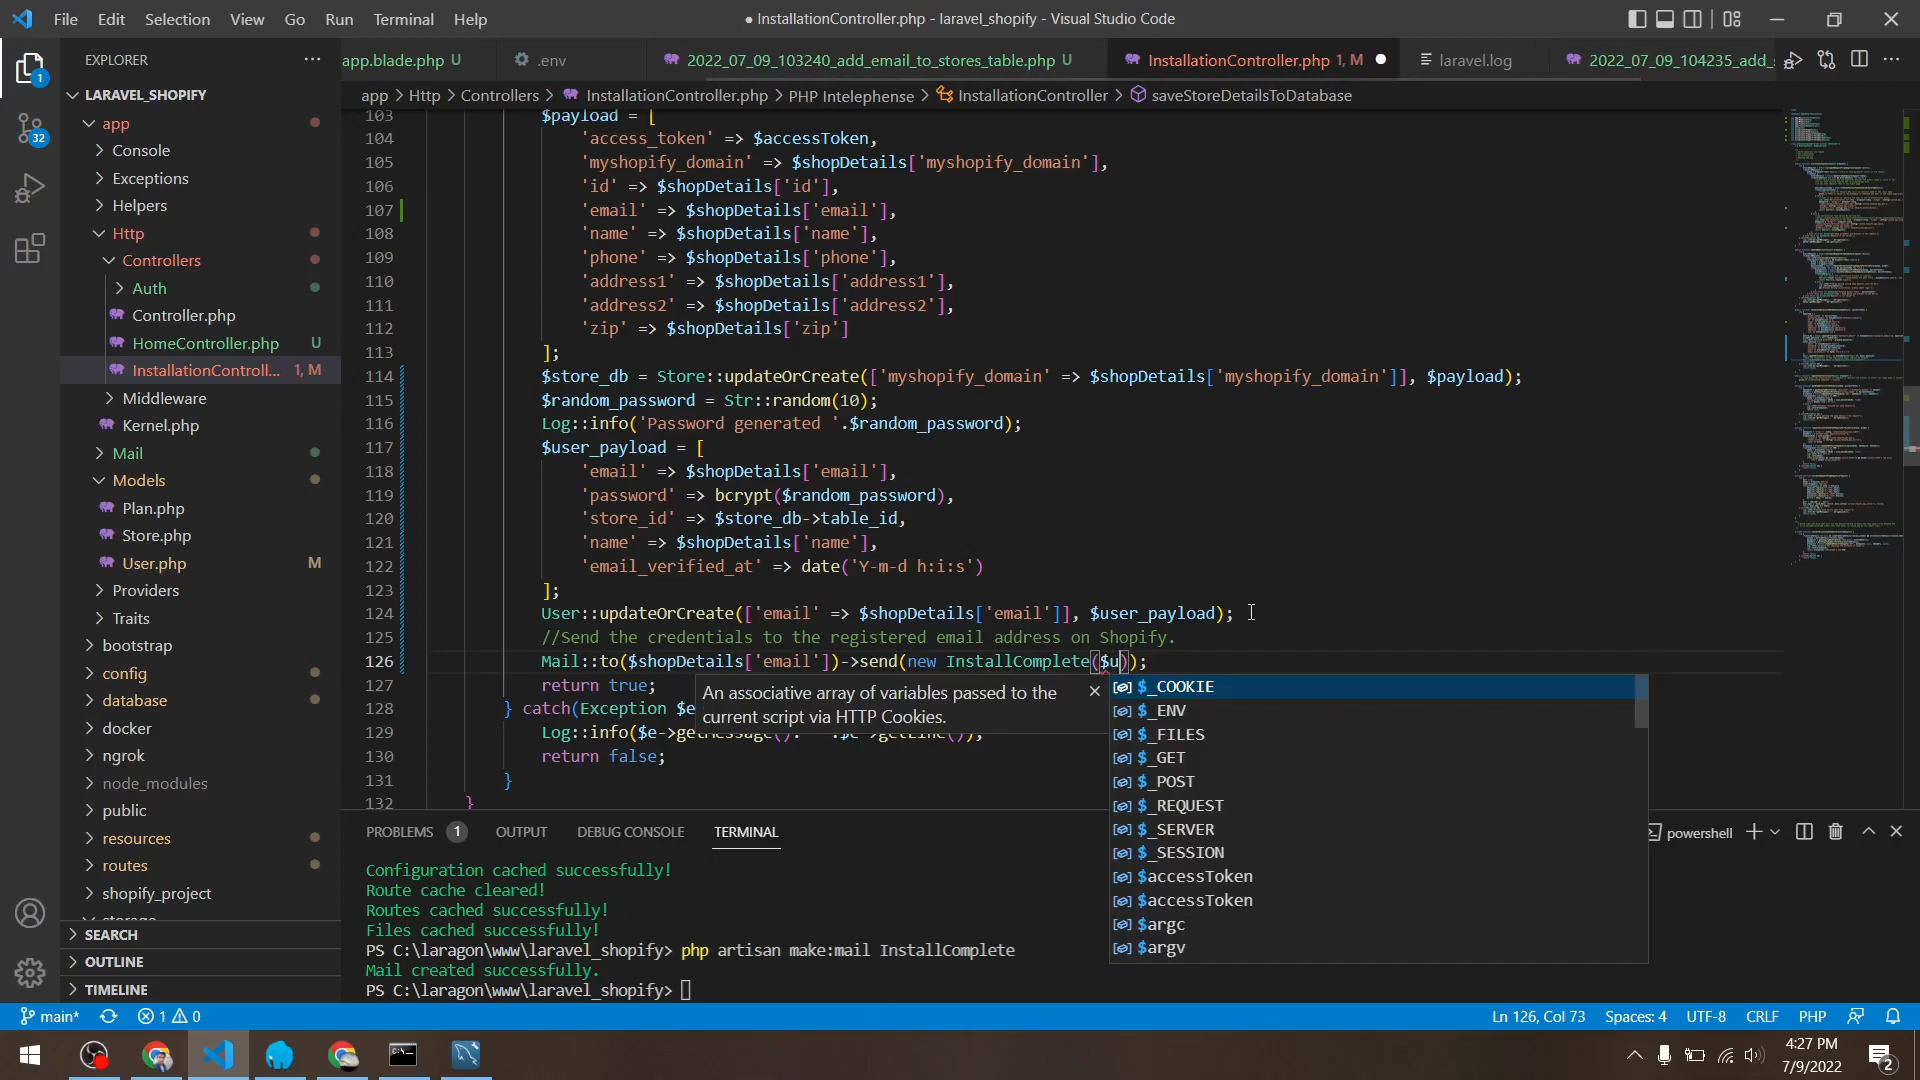 File Edit Selection View Go Run Terminal Help
● InstallationController.php - laravel_shopify - Visual Studio Code
EXPLORER
app.blade.php U
.env
2022_07_09_103240_add_email_to_stores_table.php U
InstallationController.php 1, M
laravel.log
2022_07_09_104235_add_
LARAVEL_SHOPIFY
app > Http > Controllers > InstallationController.php > PHP Intelephense > InstallationController > saveStoreDetailsToDatabase
app
Console
Exceptions
Helpers
Http
Controllers
Auth
Controller.php
HomeController.php U
InstallationControll... 1, M
Middleware
Kernel.php
Mail
Models
Plan.php
Store.php
User.php M
Providers
Traits
bootstrap
config
database
docker
ngrok
node_modules
public
resources
routes
shopify_project
storage
SEARCH
OUTLINE
TIMELINE
1
32
103 $payload = [
104 'access_token' => $accessToken,
105 'myshopify_domain' => $shopDetails['myshopify_domain'],
106 'id' => $shopDetails['id'],
107 'email' => $shopDetails['email'],
108 'name' => $shopDetails['name'],
109 'phone' => $shopDetails['phone'],
110 'address1' => $shopDetails['address1'],
111 'address2' => $shopDetails['address2'],
112 'zip' => $shopDetails['zip']
113 ];
114 $store_db = Store::updateOrCreate(['myshopify_domain' => $shopDetails['myshopify_domain']], $payload);
115 $random_password = Str::random(10);
116 Log::info('Password generated '.$random_password);
117 $user_payload = [
118 'email' => $shopDetails['email'],
119 'password' => bcrypt($random_password),
120 'store_id' => $store_db->table_id,
121 'name' => $shopDetails['name'],
122 'email_verified_at' => date('Y-m-d h:i:s')
123 ];
124 User::updateOrCreate(['email' => $shopDetails['email']], $user_payload);
125 //Send the credentials to the registered email address on Shopify.
126 Mail::to($shopDetails['email'])->send(new InstallComplete($u));
127 return true;
128 } catch(Exception $e
129 Log::info($e->getMessage(). .$e->getLine());
130 return false;
131 }
132 }
An associative array of variables passed to the
current script via HTTP Cookies.
$_COOKIE
$_ENV
$_FILES
$_GET
$_POST
$_REQUEST
$_SERVER
$_SESSION
$accessToken
$accessToken
$argc
$argv
PROBLEMS 1 OUTPUT DEBUG CONSOLE TERMINAL
powershell
Configuration cached successfully!
Route cache cleared!
Routes cached successfully!
Files cached successfully!
PS C:\laragon\www\laravel_shopify> php artisan make:mail InstallComplete
Mail created successfully.
PS C:\laragon\www\laravel_shopify>
main* 1 0
Ln 126, Col 73 Spaces: 4 UTF-8 CRLF PHP
4:27 PM
7/9/2022
2